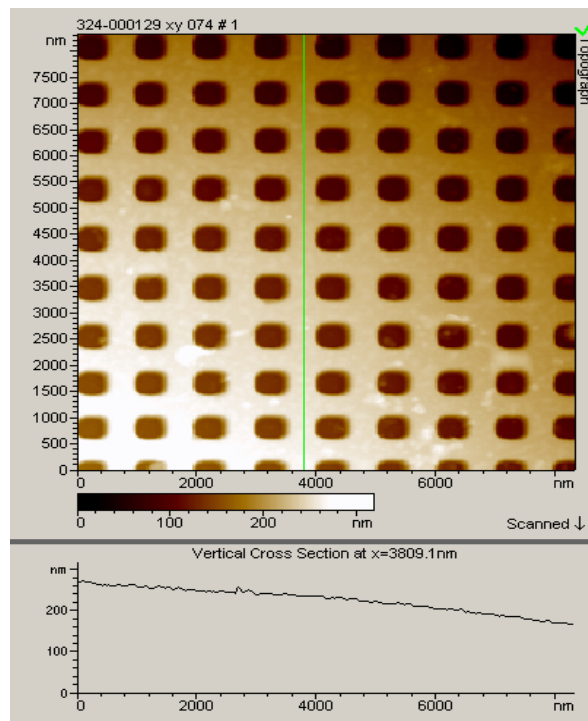 324-000129 xy 074 # 1
Topograph
nm
7500
7000
6500
6000
5500
5000
4500
4000
3500
3000
2500
2000
1500
1000
500
0
0 2000 4000 6000 nm
0 100 200 nm
Scanned ↓
Vertical Cross Section at x=3809.1nm
nm
200
100
0
0 2000 4000 6000 nm